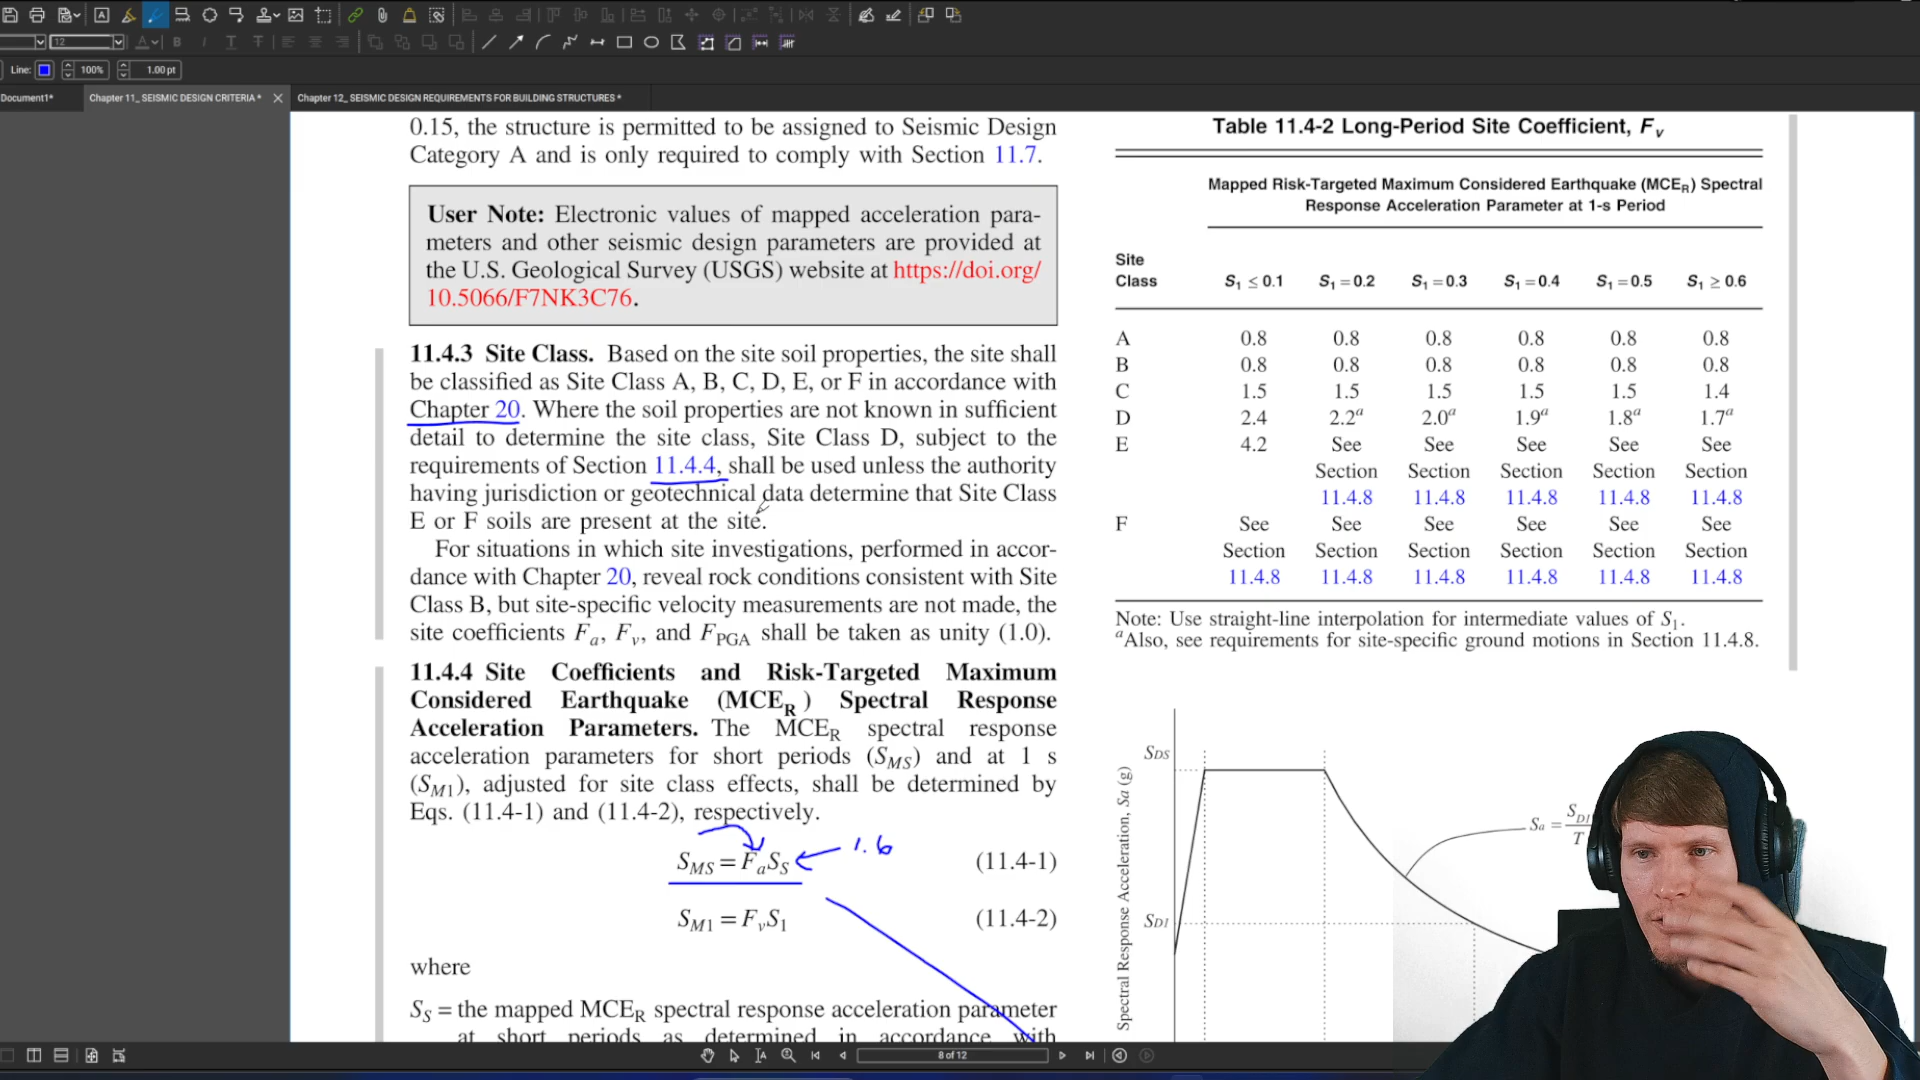 12
Line:
100%
1.00 pt
Document1*
Chapter 11_ SEISMIC DESIGN CRITERIA *
Chapter 12_ SEISMIC DESIGN REQUIREMENTS FOR BUILDING STRUCTURES *
0.15, the structure is permitted to be assigned to Seismic Design
Category A and is only required to comply with Section 11.7.
User Note: Electronic values of mapped acceleration para-
meters and other seismic design parameters are provided at
the U.S. Geological Survey (USGS) website at https://doi.org/
10.5066/F7NK3C76.
11.4.3 Site Class. Based on the site soil properties, the site shall
be classified as Site Class A, B, C, D, E, or F in accordance with
Chapter 20. Where the soil properties are not known in sufficient
detail to determine the site class, Site Class D, subject to the
requirements of Section 11.4.4, shall be used unless the authority
having jurisdiction or geotechnical data determine that Site Class
E or F soils are present at the site.
For situations in which site investigations, performed in accor-
dance with Chapter 20, reveal rock conditions consistent with Site
Class B, but site-specific velocity measurements are not made, the
site coefficients Fa, Fv, and FPGA shall be taken as unity (1.0).
11.4.4 Site Coefficients and Risk-Targeted Maximum
Considered Earthquake (MCER) Spectral Response
Acceleration Parameters. The MCER spectral response
acceleration parameters for short periods (SMS) and at 1 s
(SM1), adjusted for site class effects, shall be determined by
Eqs. (11.4-1) and (11.4-2), respectively.
1.6
SMS = FaSS (11.4-1)
SM1 = FvS1 (11.4-2)
where
SS = the mapped MCER spectral response acceleration parameter
at short periods as determined in accordance with
Table 11.4-2 Long-Period Site Coefficient, Fv
Mapped Risk-Targeted Maximum Considered Earthquake (MCER) Spectral
Response Acceleration Parameter at 1-s Period
Site
Class S1 ≤ 0.1 S1 = 0.2 S1 = 0.3 S1 = 0.4 S1 = 0.5 S1 ≥ 0.6
A 0.8 0.8 0.8 0.8 0.8 0.8
B 0.8 0.8 0.8 0.8 0.8 0.8
C 1.5 1.5 1.5 1.5 1.5 1.4
D 2.4 2.2a 2.0a 1.9a 1.8a 1.7a
E 4.2 See See See See See
Section Section Section Section Section
11.4.8 11.4.8 11.4.8 11.4.8 11.4.8
F See See See See See See
Section Section Section Section Section Section
11.4.8 11.4.8 11.4.8 11.4.8 11.4.8 11.4.8
Note: Use straight-line interpolation for intermediate values of S1.
aAlso, see requirements for site-specific ground motions in Section 11.4.8.
SDS
Sa = SD1
T
SD1
Spectral Response Acceleration, Sa (g)
8 of 12